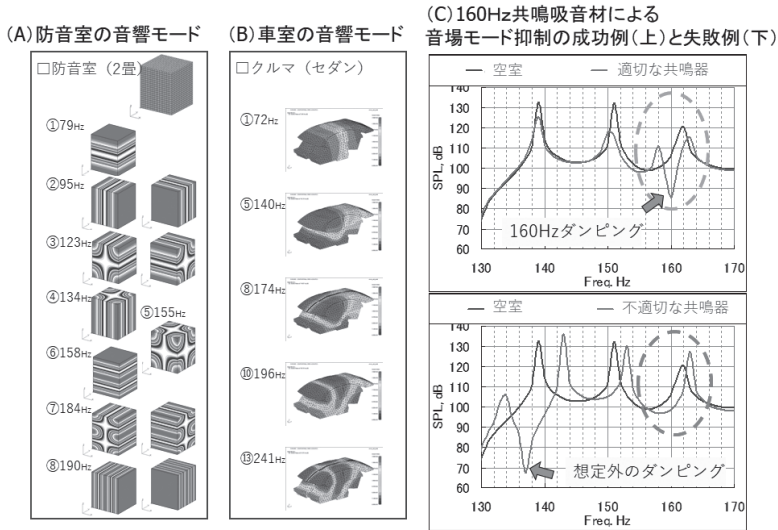 (A)防音室の音響モード
□防音室(2畳)
①79Hz
②95Hz
③123Hz
④134Hz
⑤155Hz
⑥158Hz
⑦184Hz
⑧190Hz
(B)車室の音響モード
□クルマ(セダン)
①72Hz
⑤140Hz
⑧174Hz
⑩196Hz
⑬241Hz
(C)160Hz共鳴吸音材による
音場モード抑制の成功例(上)と失敗例(下)
空室 適切な共鳴器
140
130
120
110
100
90
80
70
60
SPL, dB
160Hzダンピング
130 140 150 160 170
Freq. Hz
空室 不適切な共鳴器
140
130
120
110
100
90
80
70
60
SPL, dB
想定外のダンピング
130 140 150 160 170
Freq. Hz